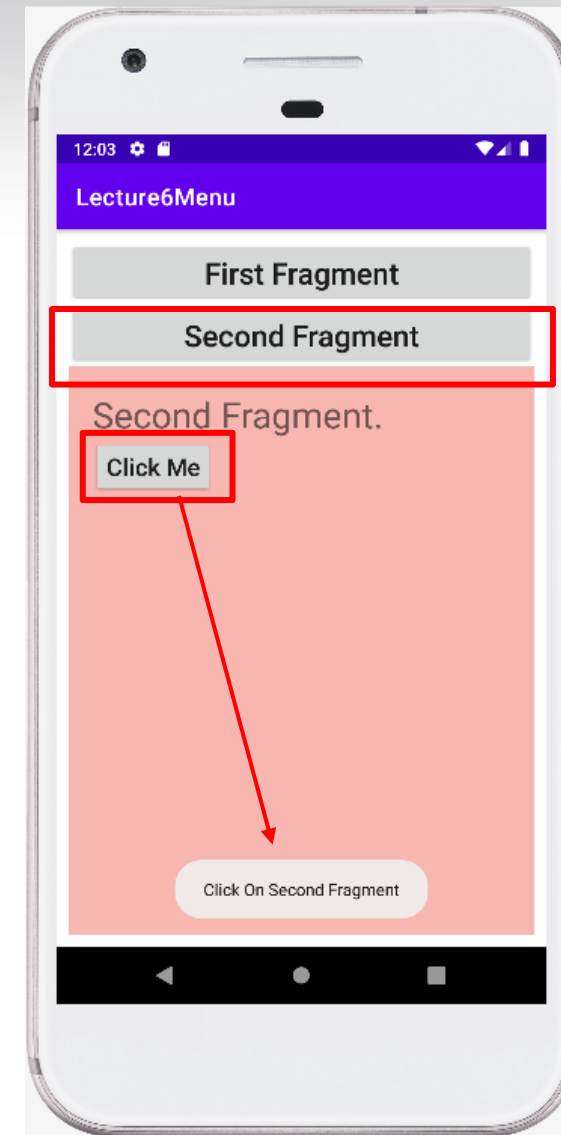 12:03
Lecture6Menu
First Fragment
Second Fragment
Second Fragment.
Click Me
Click On Second Fragment